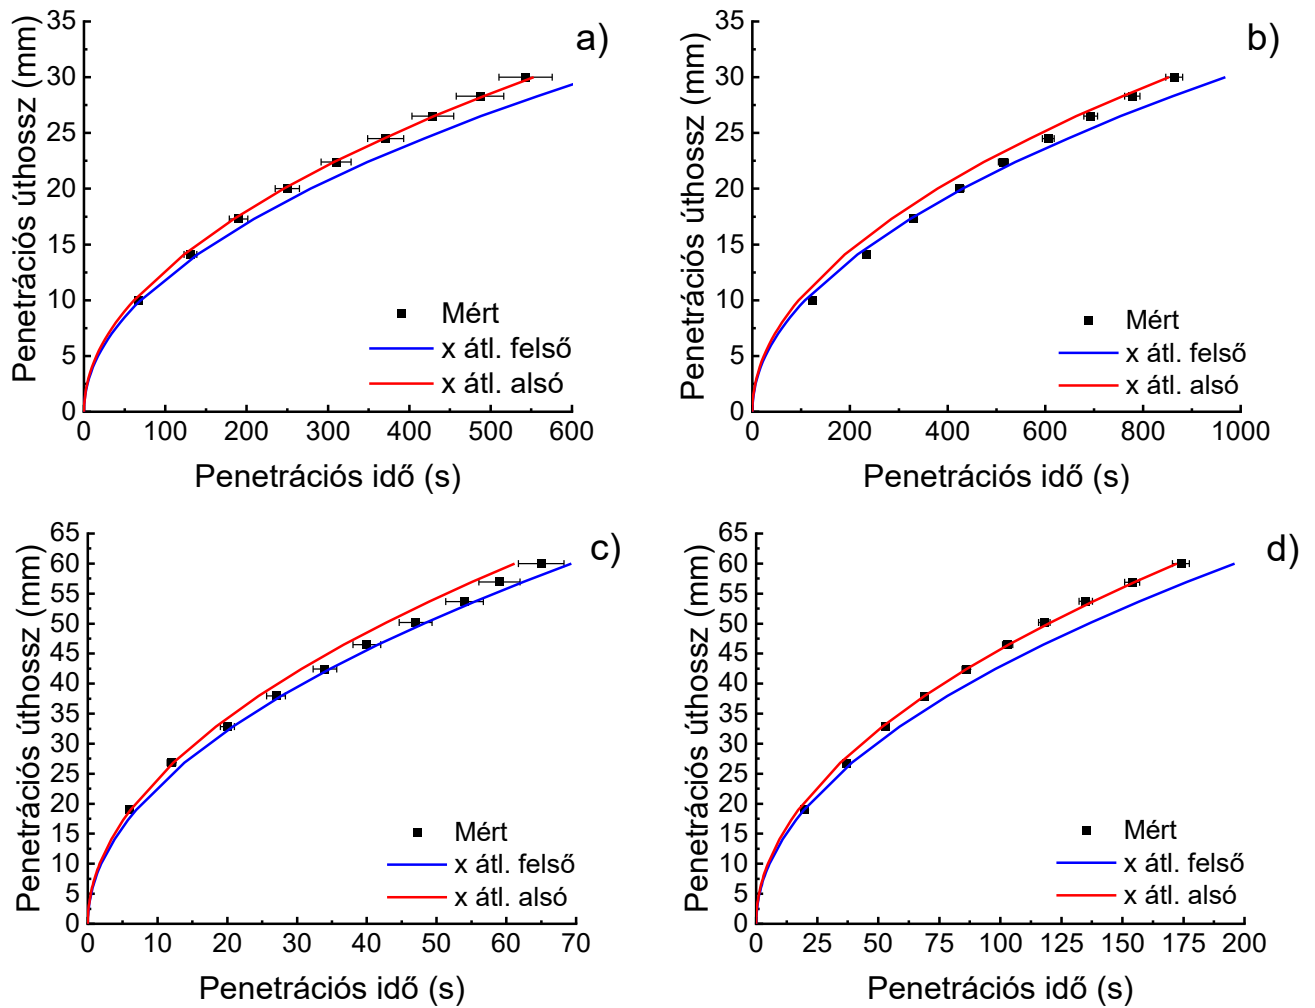 a)
Penetrációs úthossz (mm)
35
30
25
20
15
10
5
0
Mért
x átl. felső
x átl. alsó
0 100 200 300 400 500 600
Penetrációs idő (s)
b)
Penetrációs úthossz (mm)
35
30
25
20
15
10
5
0
Mért
x átl. felső
x átl. alsó
0 200 400 600 800 1000
Penetrációs idő (s)
c)
Penetrációs úthossz (mm)
65
60
55
50
45
40
35
30
25
20
15
10
5
0
Mért
x átl. felső
x átl. alsó
0 10 20 30 40 50 60 70
Penetrációs idő (s)
d)
Penetrációs úthossz (mm)
65
60
55
50
45
40
35
30
25
20
15
10
5
0
Mért
x átl. felső
x átl. alsó
0 25 50 75 100 125 150 175 200
Penetrációs idő (s)